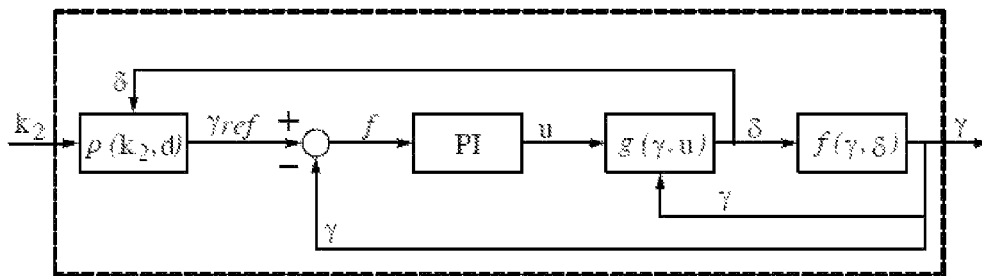 δ
k₂
ρ(k₂,d)
γref
+
−
f
PI
u
g(γ,u)
δ
f(γ,δ)
γ
γ
γ